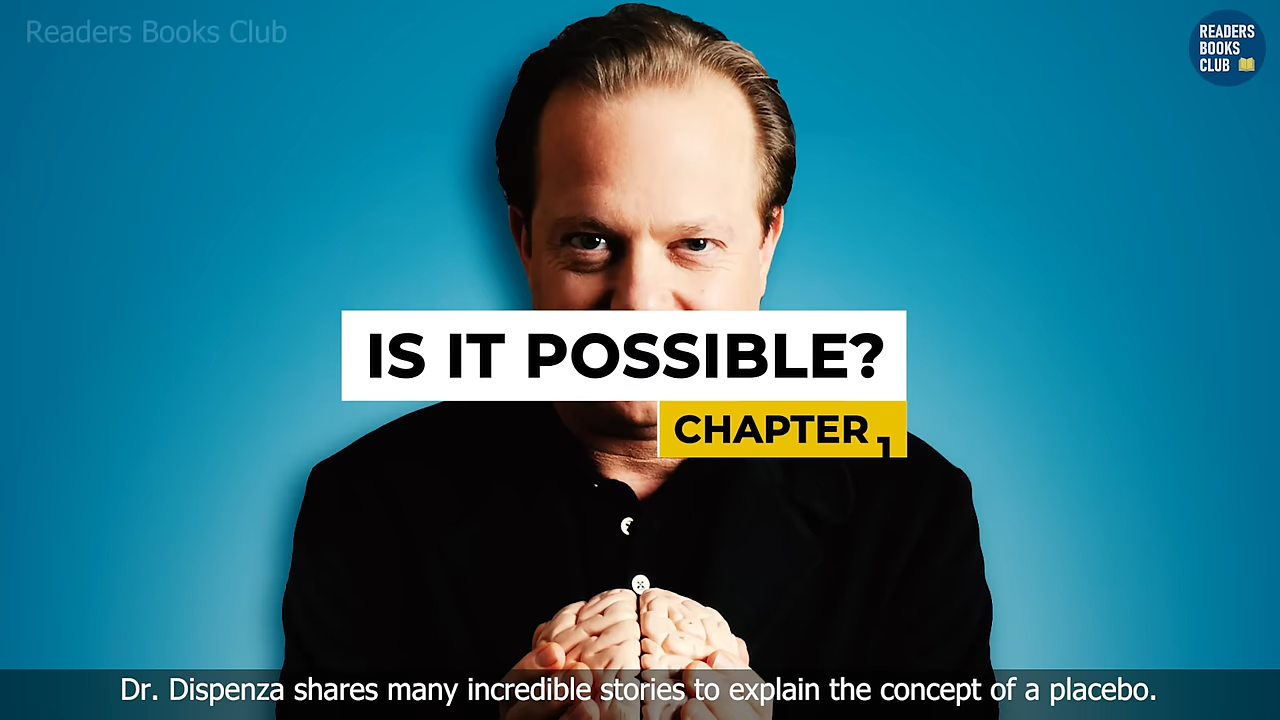 Readers Books Club
READERS
BOOKS
CLUB
IS IT POSSIBLE?
CHAPTER 1
Dr. Dispenza shares many incredible stories to explain the concept of a placebo.